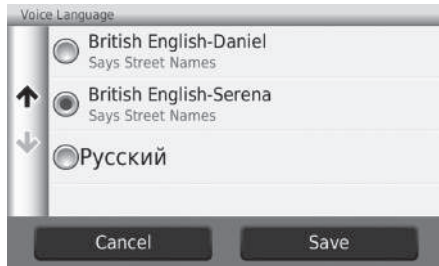 Voice Language
British English-Daniel
Says Street Names
British English-Serena
Says Street Names
Русский
Cancel
Save